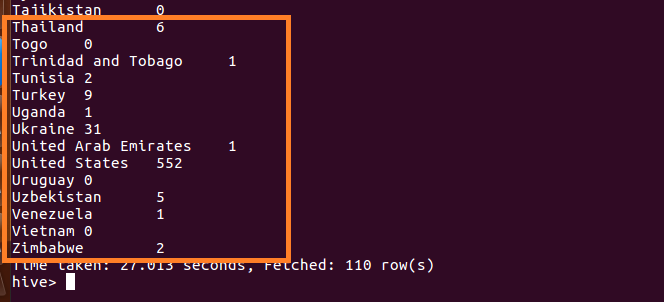 Tajikistan 0
Thailand 6
Togo 0
Trinidad and Tobago 1
Tunisia 2
Turkey 9
Uganda 1
Ukraine 31
United Arab Emirates 1
United States 552
Uruguay 0
Uzbekistan 5
Venezuela 1
Vietnam 0
Zimbabwe 2
Time taken: 27.013 seconds, Fetched: 110 row(s)
hive>